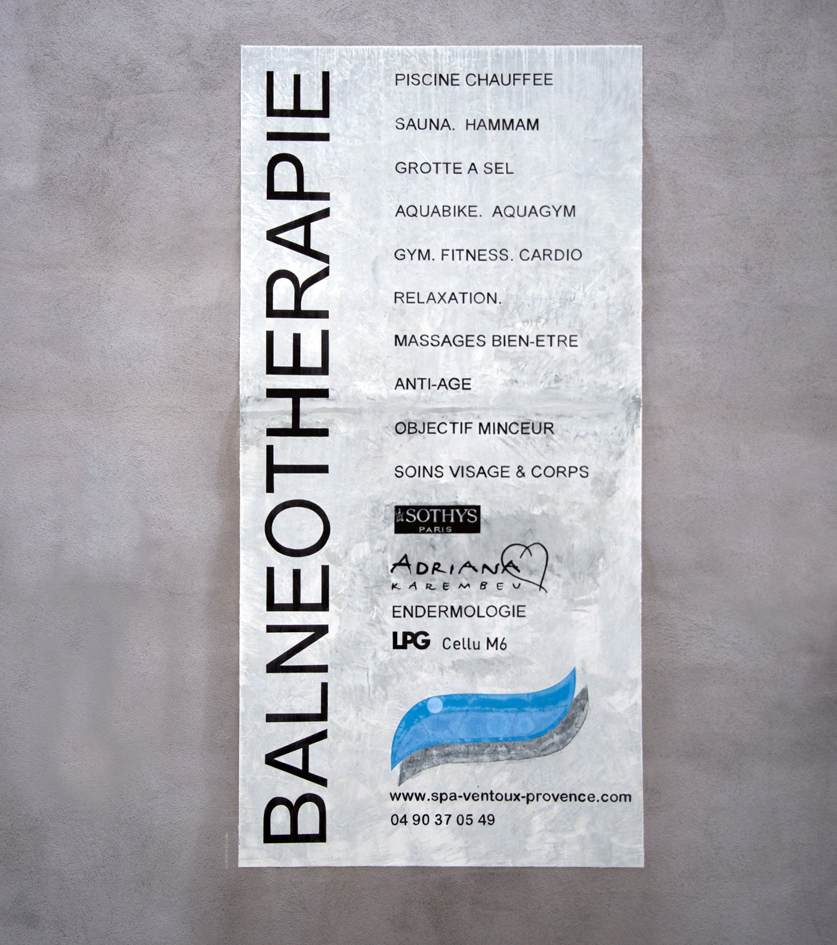 BALNEOTHERAPIE
PISCINE CHAUFFEE
SAUNA. HAMMAM
GROTTE A SEL
AQUABIKE. AQUAGYM
GYM. FITNESS. CARDIO
RELAXATION.
MASSAGES BIEN-ETRE
ANTI-AGE
OBJECTIF MINCEUR
SOINS VISAGE & CORPS
SOTHYS
PARIS
ADRIANA
KAREMBEU
ENDERMOLOGIE
LPG Cellu M6
www.spa-ventoux-provence.com
04 90 37 05 49